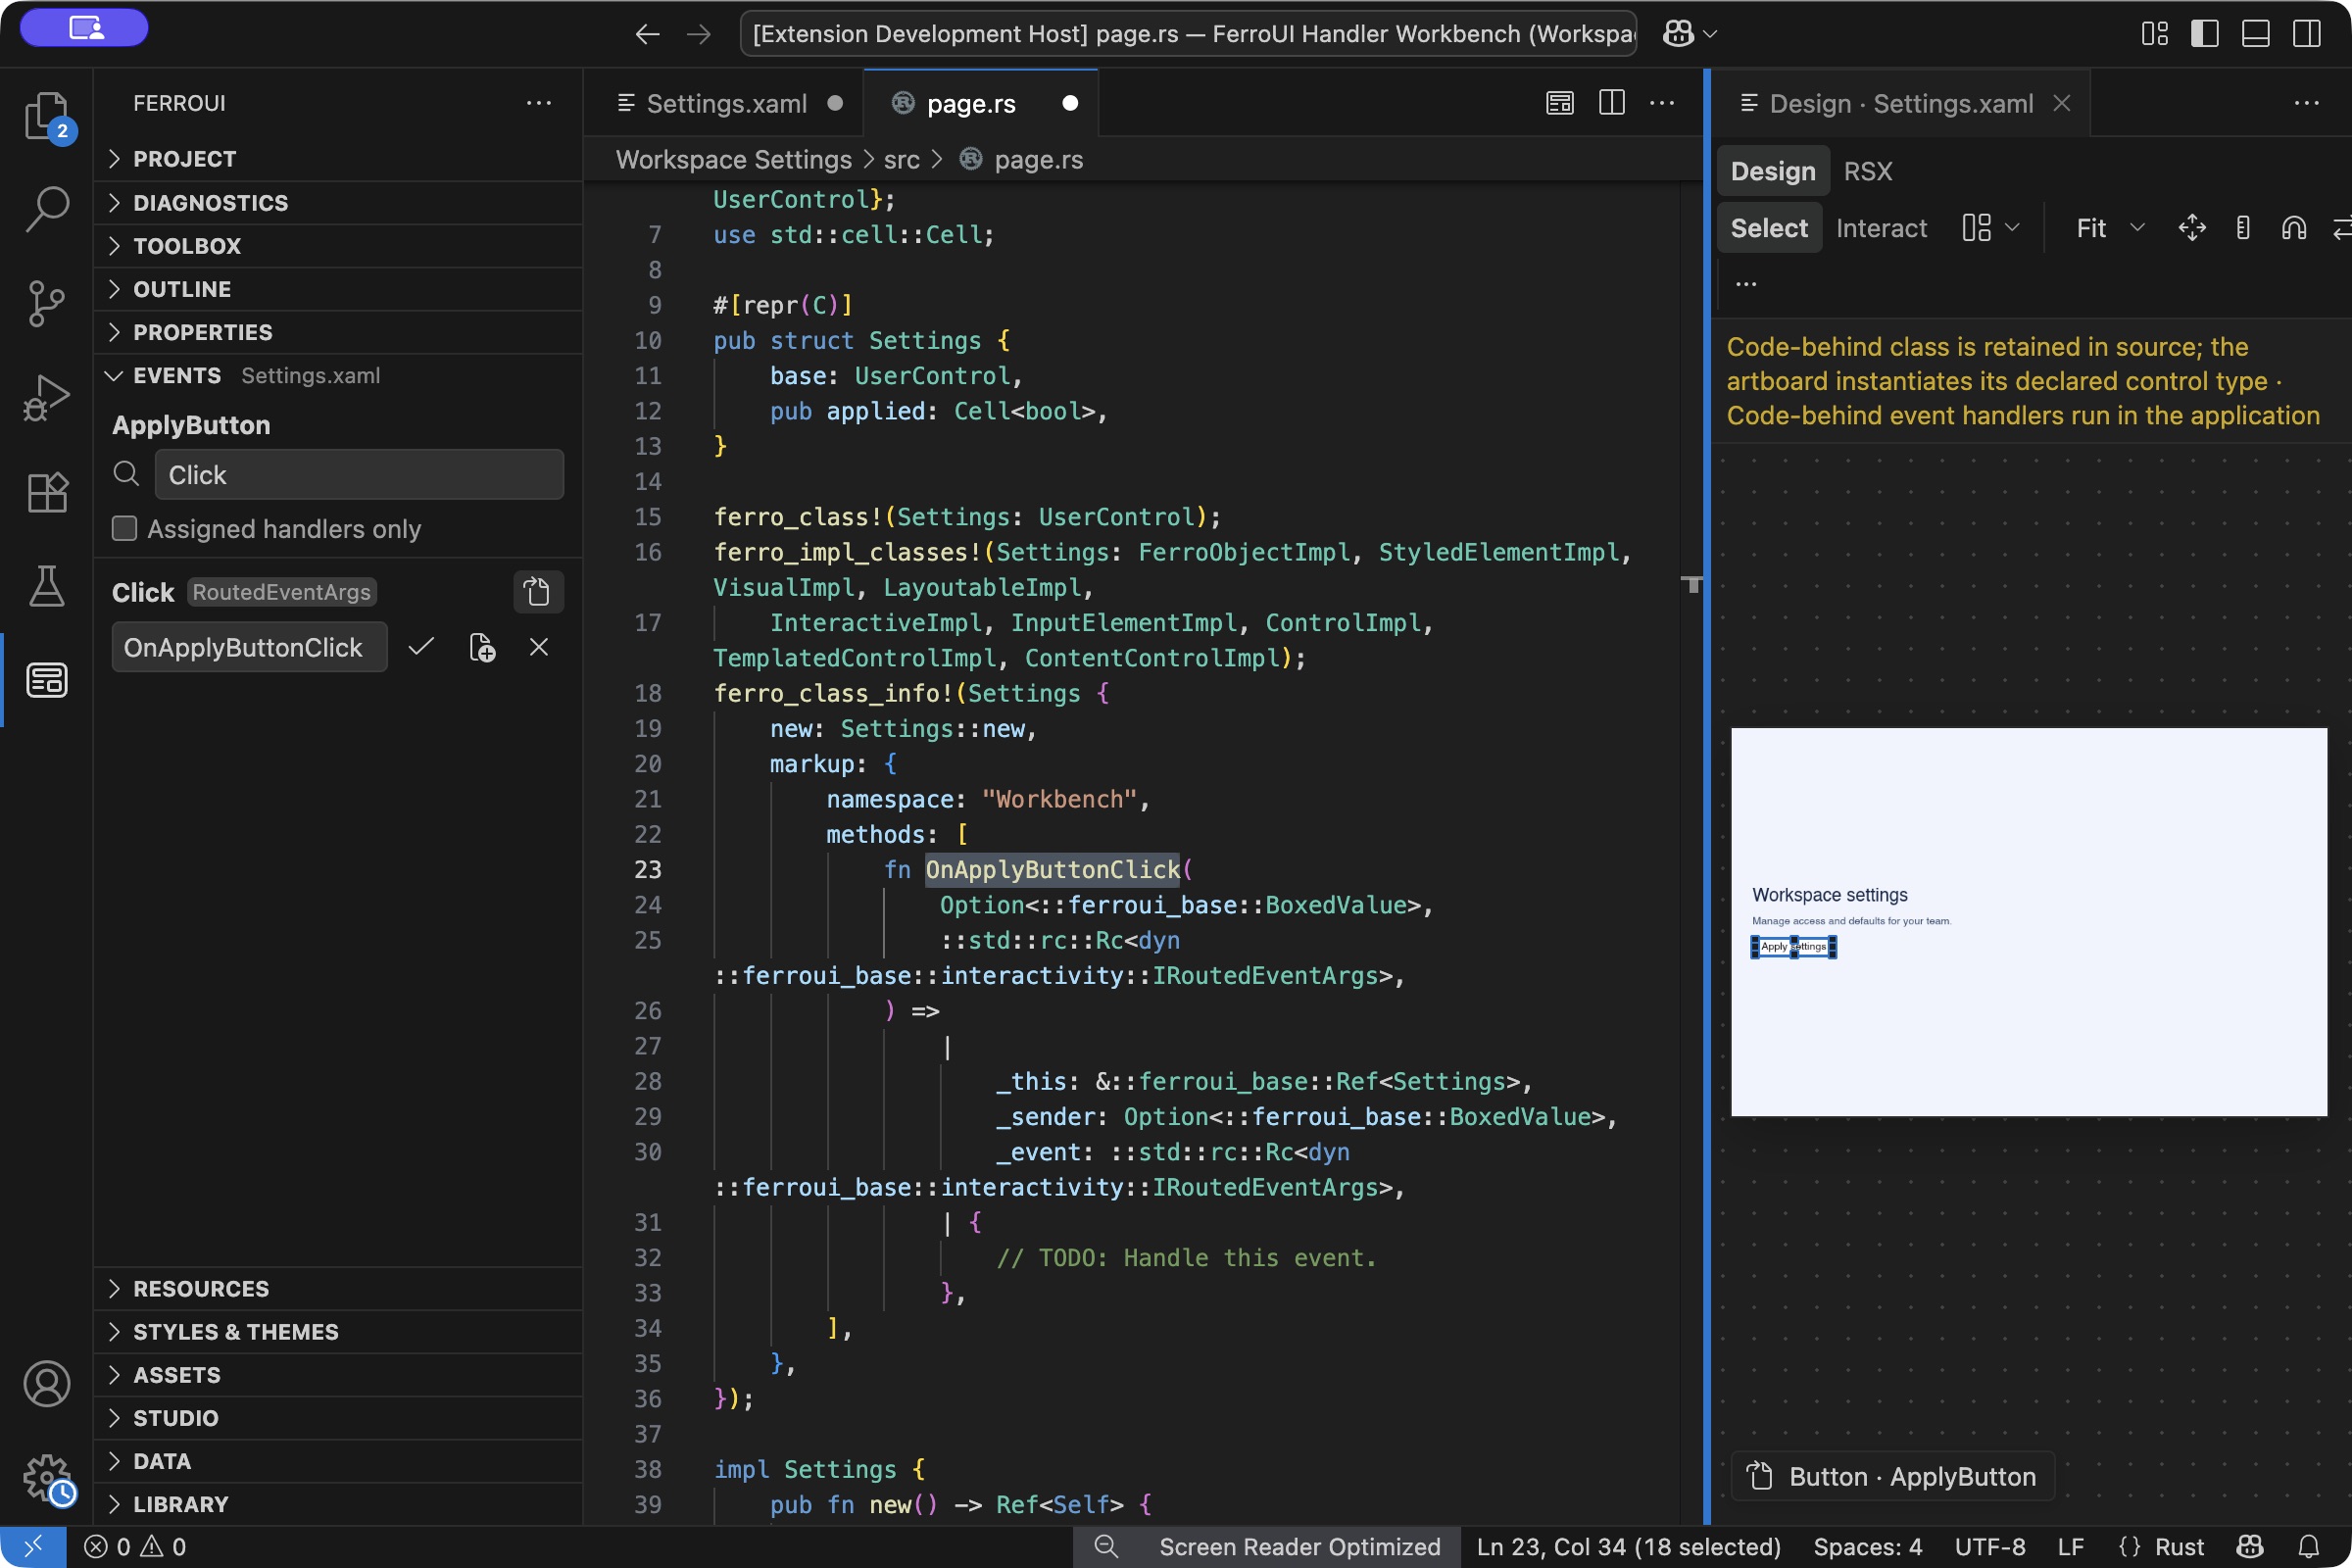 [Extension Development Host] page.rs — FerroUI Handler Workbench (Workspa
FERROUI
PROJECT
DIAGNOSTICS
TOOLBOX
OUTLINE
PROPERTIES
EVENTS Settings.xaml
ApplyButton
Click
Assigned handlers only
Click RoutedEventArgs
OnApplyButtonClick
RESOURCES
STYLES & THEMES
ASSETS
STUDIO
DATA
LIBRARY
2
Settings.xaml
page.rs
Workspace Settings > src > page.rs
UserControl};
7 use std::cell::Cell;
8
9 #[repr(C)]
10 pub struct Settings {
11 base: UserControl,
12 pub applied: Cell<bool>,
13 }
14
15 ferro_class!(Settings: UserControl);
16 ferro_impl_classes!(Settings: FerroObjectImpl, StyledElementImpl,
VisualImpl, LayoutableImpl,
17 InteractiveImpl, InputElementImpl, ControlImpl,
TemplatedControlImpl, ContentControlImpl);
18 ferro_class_info!(Settings {
19 new: Settings::new,
20 markup: {
21 namespace: "Workbench",
22 methods: [
23 fn OnApplyButtonClick(
24 Option<::ferroui_base::BoxedValue>,
25 ::std::rc::Rc<dyn
::ferroui_base::interactivity::IRoutedEventArgs>,
26 ) =>
27 |
28 _this: &::ferroui_base::Ref<Settings>,
29 _sender: Option<::ferroui_base::BoxedValue>,
30 _event: ::std::rc::Rc<dyn
::ferroui_base::interactivity::IRoutedEventArgs>,
31 | {
32 // TODO: Handle this event.
33 },
34 ],
35 },
36 });
37
38 impl Settings {
39 pub fn new() -> Ref<Self> {
Design · Settings.xaml
Design RSX
Select Interact Fit
Code-behind class is retained in source; the
artboard instantiates its declared control type ·
Code-behind event handlers run in the application
Workspace settings
Manage access and defaults for your team.
Apply settings
Button · ApplyButton
0 0 Screen Reader Optimized Ln 23, Col 34 (18 selected) Spaces: 4 UTF-8 LF {} Rust